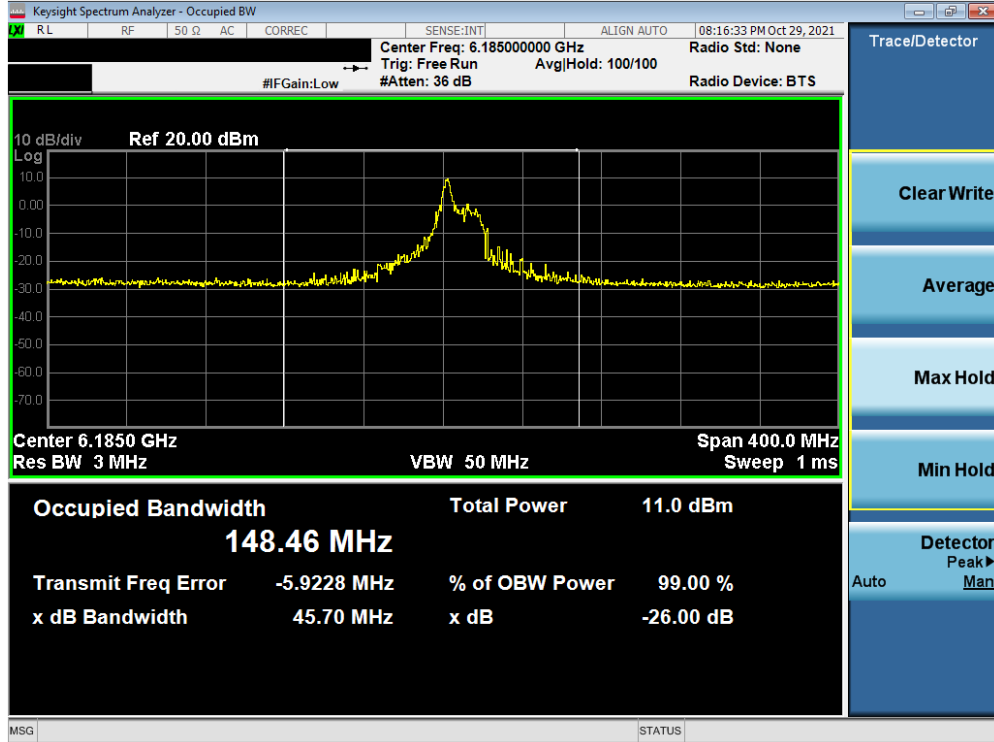 Keysight Spectrum Analyzer - Occupied BW
LXI RL RF 50 Ω AC CORREC SENSE:INT ALIGN AUTO 08:16:33 PM Oct 29, 2021
Center Freq: 6.185000000 GHz Radio Std: None
Trig: Free Run Avg|Hold: 100/100
#IFGain:Low #Atten: 36 dB Radio Device: BTS
10 dB/div Ref 20.00 dBm
Log
10.0
0.00
-10.0
-20.0
-30.0
-40.0
-50.0
-60.0
-70.0
Center 6.1850 GHz Span 400.0 MHz
Res BW 3 MHz VBW 50 MHz Sweep 1 ms
Occupied Bandwidth Total Power 11.0 dBm
148.46 MHz
Transmit Freq Error -5.9228 MHz % of OBW Power 99.00 %
x dB Bandwidth 45.70 MHz x dB -26.00 dB
MSG STATUS
Trace/Detector
Clear Write
Average
Max Hold
Min Hold
Detector
Peak▶
Auto Man